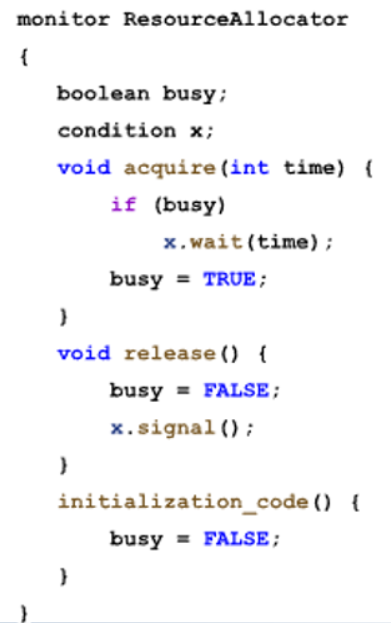 monitor ResourceAllocator
{
boolean busy;
condition x;
void acquire(int time) {
if (busy)
x.wait(time);
busy = TRUE;
}
void release() {
busy = FALSE;
x.signal();
}
initialization_code() {
busy = FALSE;
}
}